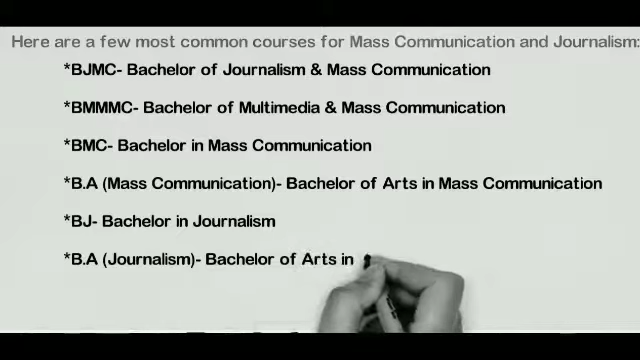 Here are a few most common courses for Mass Communication and Journalism:
*BJMC- Bachelor of Journalism & Mass Communication
*BMMMC- Bachelor of Multimedia & Mass Communication
*BMC- Bachelor in Mass Communication
*B.A (Mass Communication)- Bachelor of Arts in Mass Communication
*BJ- Bachelor in Journalism
*B.A (Journalism)- Bachelor of Arts in